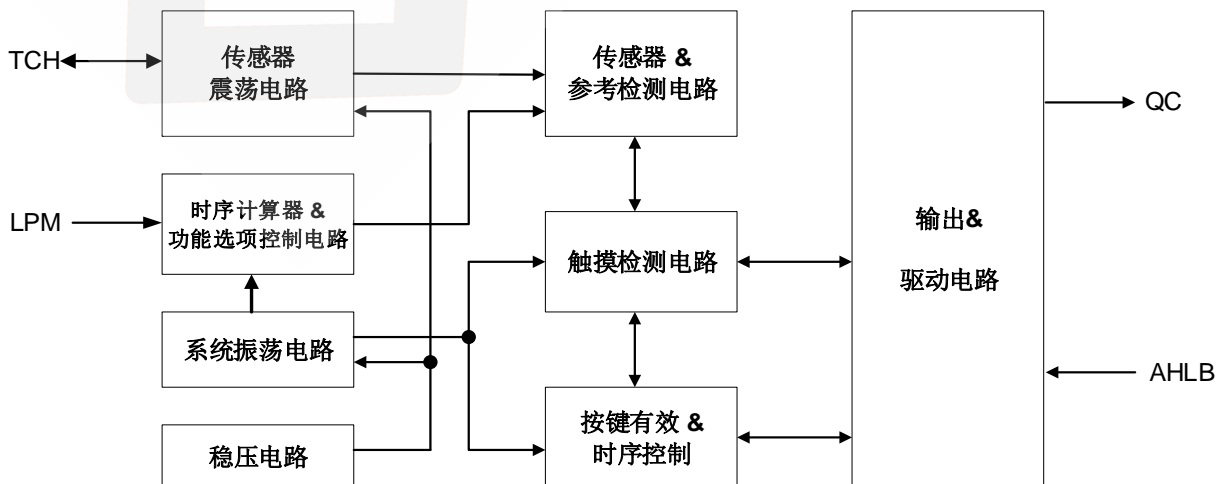 TCH
传感器
震荡电路
传感器 &
参考检测电路
QC
LPM
时序计算器 &
功能选项控制电路
触摸检测电路
输出&
驱动电路
系统振荡电路
AHLB
按键有效 &
时序控制
稳压电路